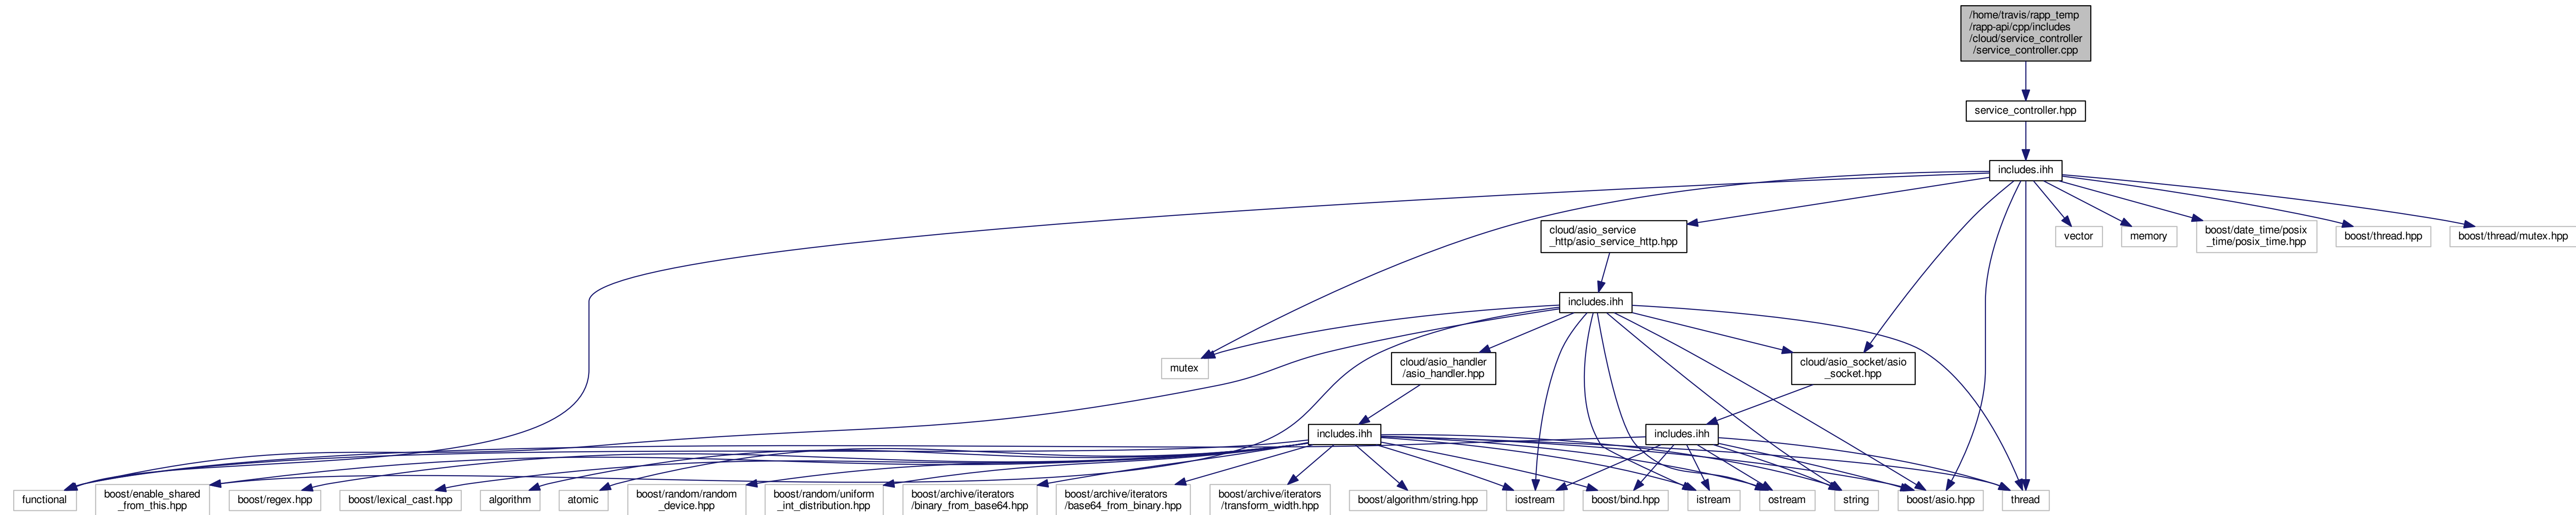 /home/travis/rapp_temp
/rapp-api/cpp/includes
/cloud/service_controller
/service_controller.cpp
service_controller.hpp
includes.ihh
cloud/asio_service
_http/asio_service_http.hpp
vector
memory
boost/date_time/posix
_time/posix_time.hpp
boost/thread.hpp
boost/thread/mutex.hpp
includes.ihh
mutex
cloud/asio_handler
/asio_handler.hpp
cloud/asio_socket/asio
_socket.hpp
includes.ihh
includes.ihh
functional
boost/enable_shared
_from_this.hpp
boost/regex.hpp
boost/lexical_cast.hpp
algorithm
atomic
boost/random/random
_device.hpp
boost/random/uniform
_int_distribution.hpp
boost/archive/iterators
/binary_from_base64.hpp
boost/archive/iterators
/base64_from_binary.hpp
boost/archive/iterators
/transform_width.hpp
boost/algorithm/string.hpp
iostream
boost/bind.hpp
istream
ostream
string
boost/asio.hpp
thread